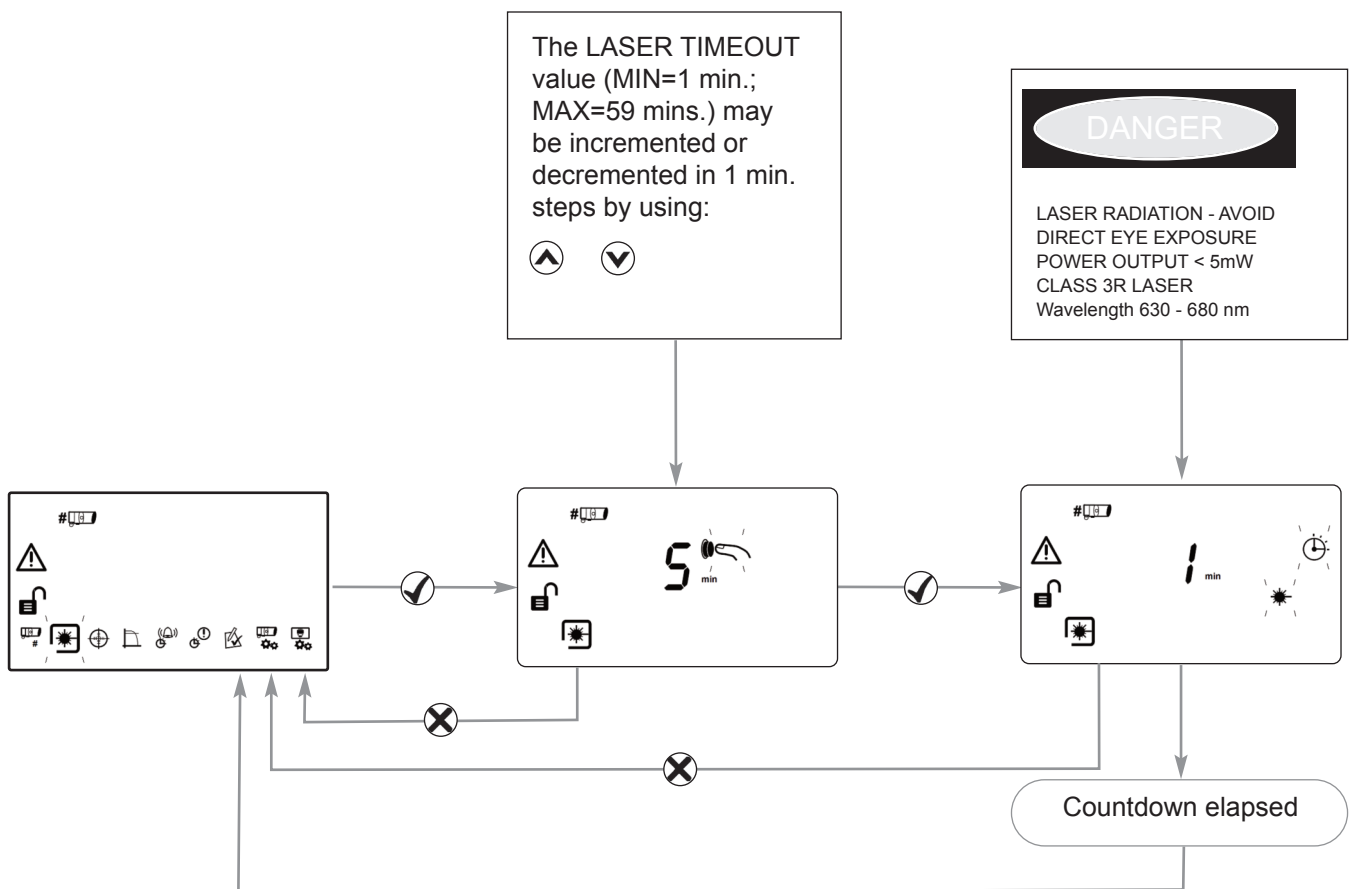 The LASER TIMEOUT
value (MIN=1 min.;
MAX=59 mins.) may
be incremented or
decremented in 1 min.
steps by using:
DANGER
LASER RADIATION - AVOID
DIRECT EYE EXPOSURE
POWER OUTPUT < 5mW
CLASS 3R LASER
Wavelength 630 - 680 nm
#
#
5
min
#
1
min
#
Countdown elapsed